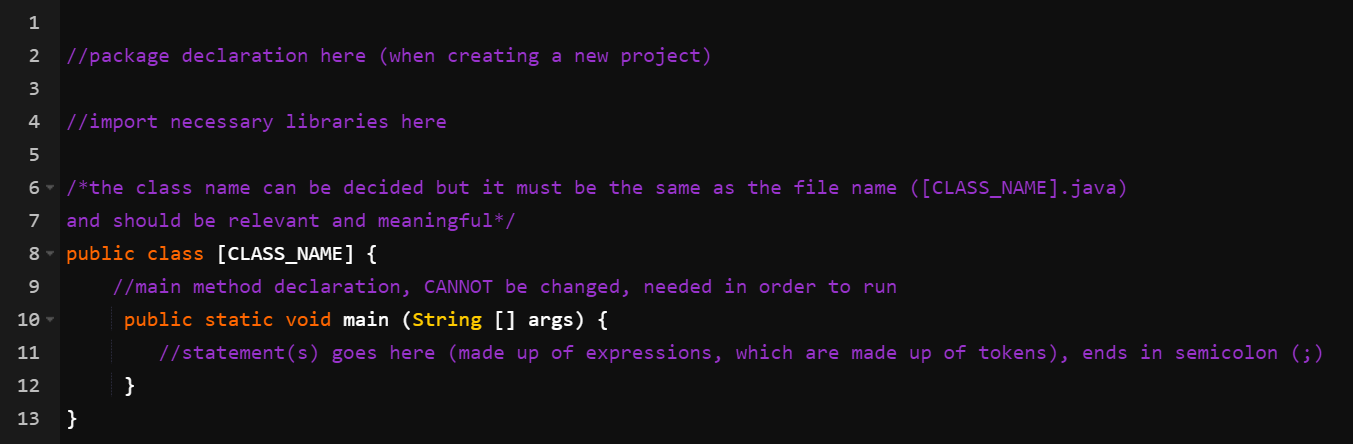 1
2 //package declaration here (when creating a new project)
3
4 //import necessary libraries here
5
6 /*the class name can be decided but it must be the same as the file name ([CLASS_NAME].java)
7 and should be relevant and meaningful*/
8 public class [CLASS_NAME] {
9 //main method declaration, CANNOT be changed, needed in order to run
10 public static void main (String [] args) {
11 //statement(s) goes here (made up of expressions, which are made up of tokens), ends in semicolon (;)
12 }
13 }